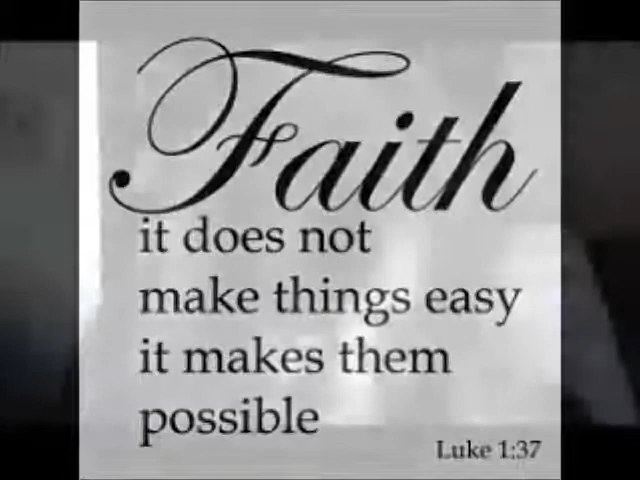 Faith
it does not
make things easy
it makes them
possible
Luke 1:37